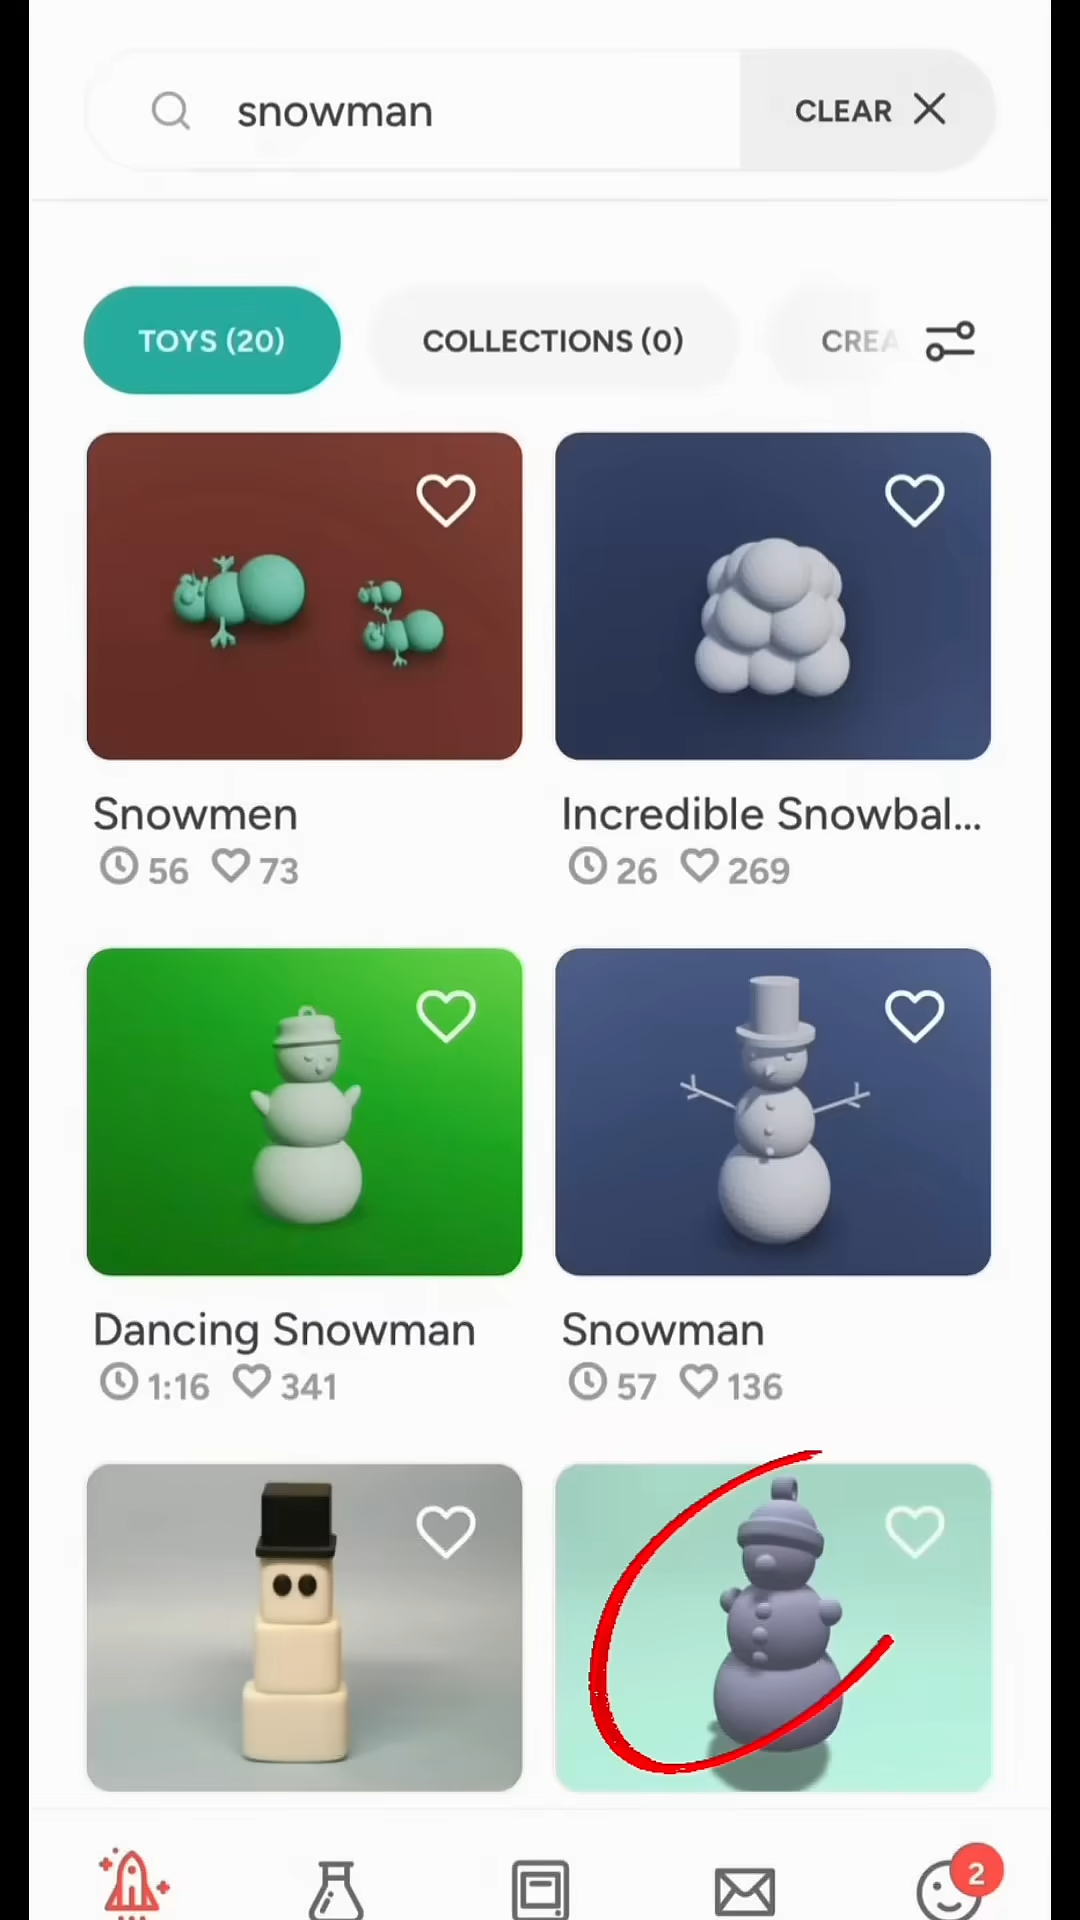 snowman
CLEAR
TOYS (20)
COLLECTIONS (0)
CREA
Snowmen
Incredible Snowbal...
56 73
26 269
Dancing Snowman
Snowman
1:16 341
57 136
2